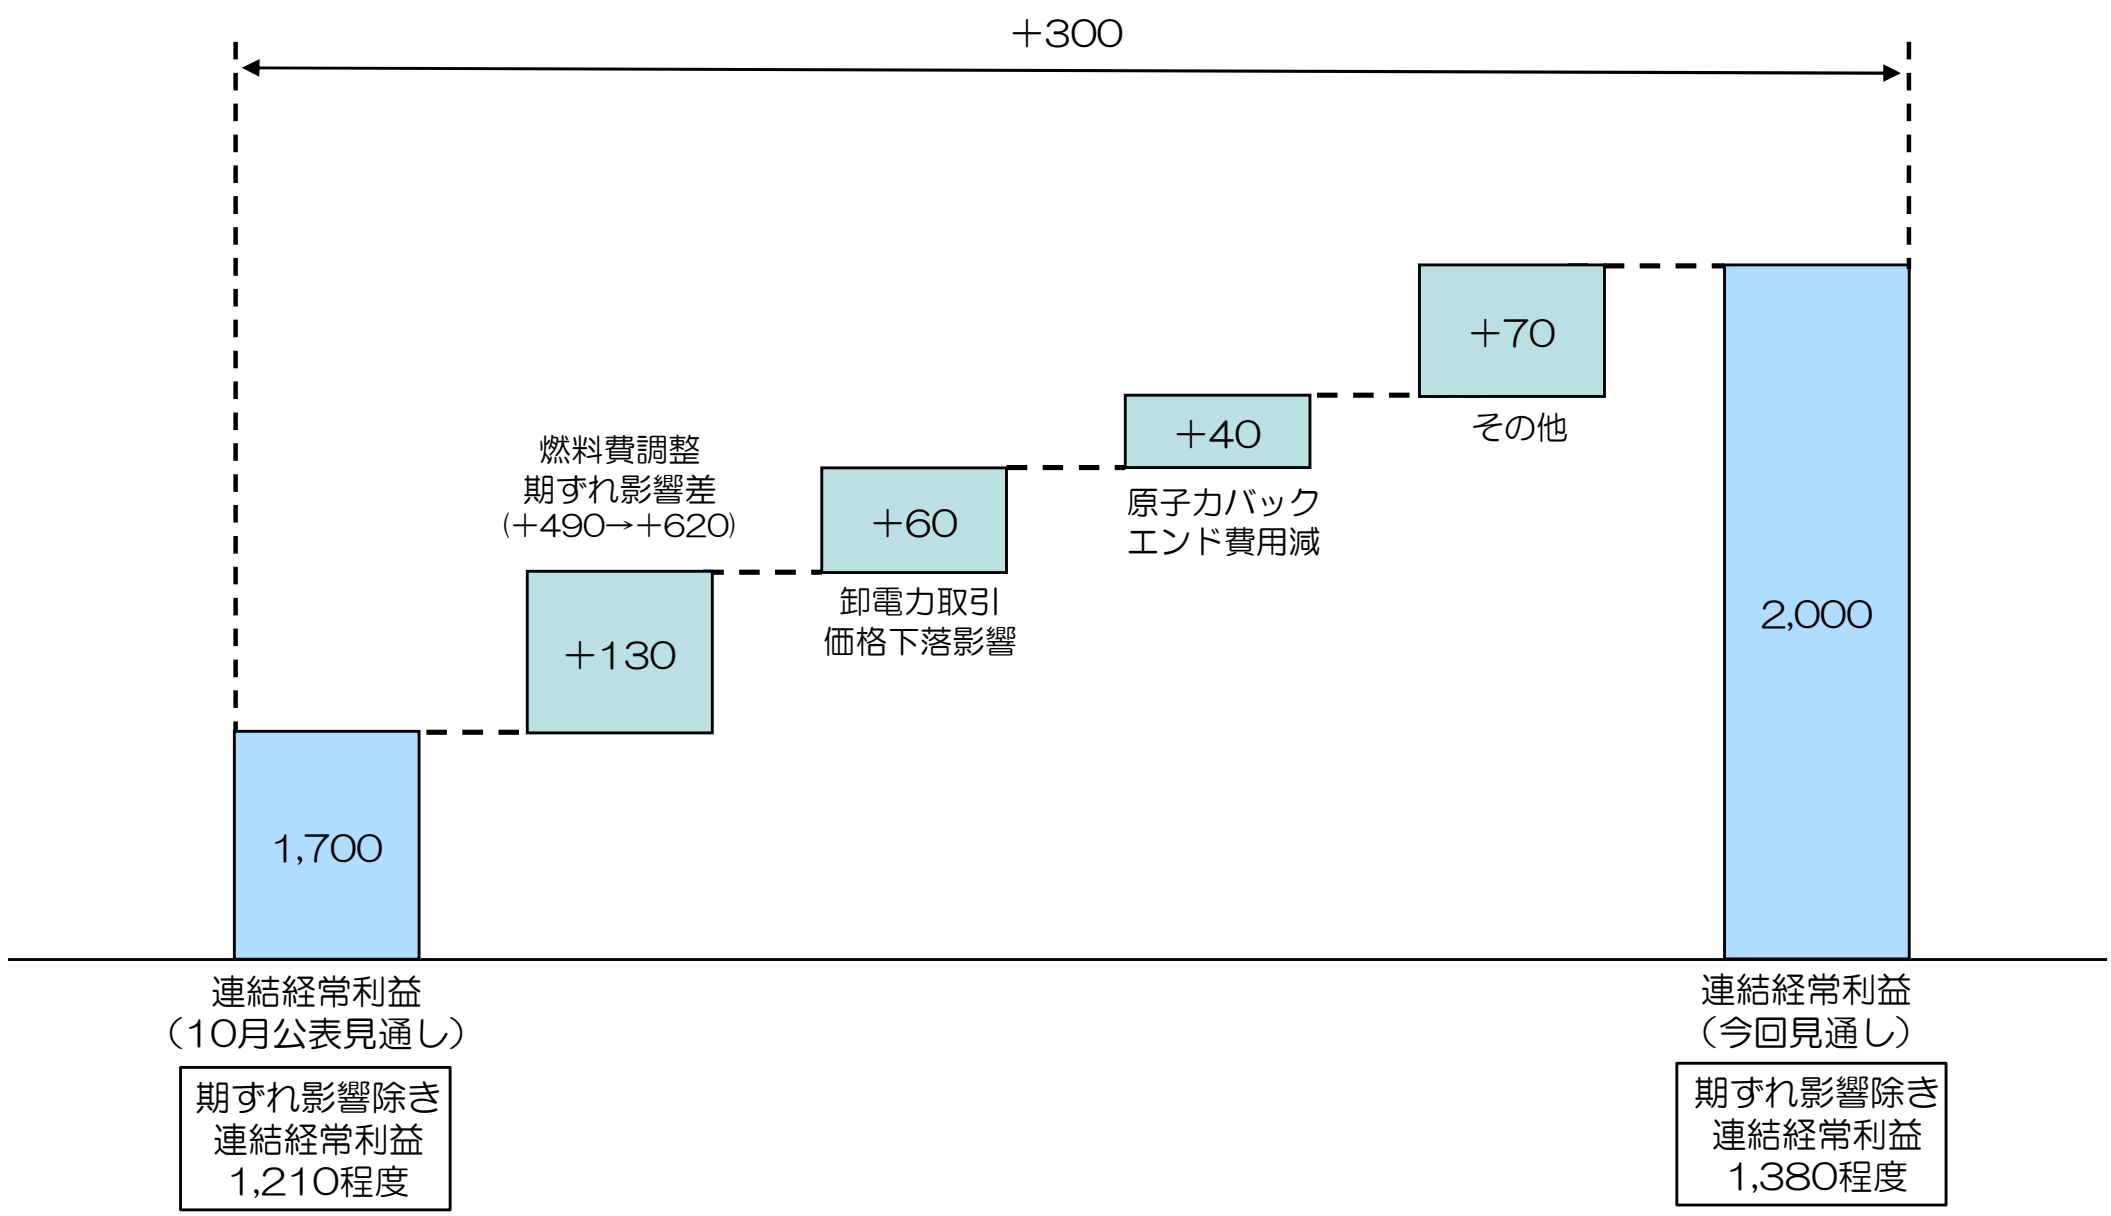 ＋300
燃料費調整
期ずれ影響差
(＋490→＋620)
＋130
＋60
卸電力取引
価格下落影響
＋40
原子力バック
エンド費用減
＋70
その他
1,700
2,000
連結経常利益
（10月公表見通し）
期ずれ影響除き
連結経常利益
1,210程度
連結経常利益
（今回見通し）
期ずれ影響除き
連結経常利益
1,380程度